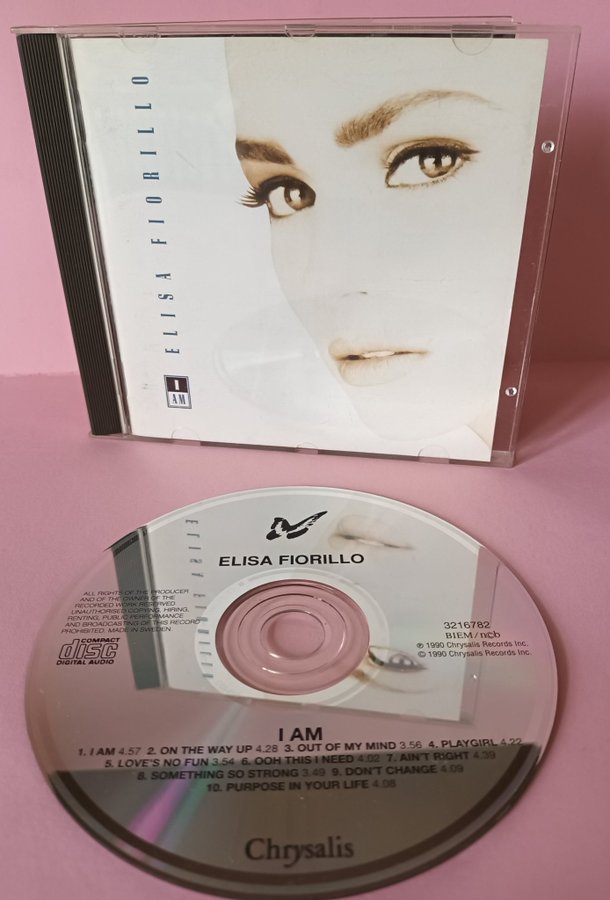 ELISA FIORILLO
I
AM
ELISA FIORILLO
ALL RIGHTS OF THE PRODUCER
AND OF THE OWNER OF THE
RECORDED WORK RESERVED
UNAUTHORISED COPYING, HIRING,
RENTING, PUBLIC PERFORMANCE
AND BROADCASTING OF THIS RECORD
PROHIBITED. MADE IN SWEDEN.
COMPACT
disc
DIGITAL AUDIO
3216782
BIEM/ncb
℗ 1990 Chrysalis Records Inc.
© 1990 Chrysalis Records Inc.
I AM
1. I AM 4.57 2. ON THE WAY UP 4.28 3. OUT OF MY MIND 3.56 4. PLAYGIRL 4.22
5. LOVE'S NO FUN 3.54 6. OOH THIS I NEED 4.02 7. AIN'T RIGHT 4.39
8. SOMETHING SO STRONG 3.49 9. DON'T CHANGE 4.09
10. PURPOSE IN YOUR LIFE 4.08
Chrysalis